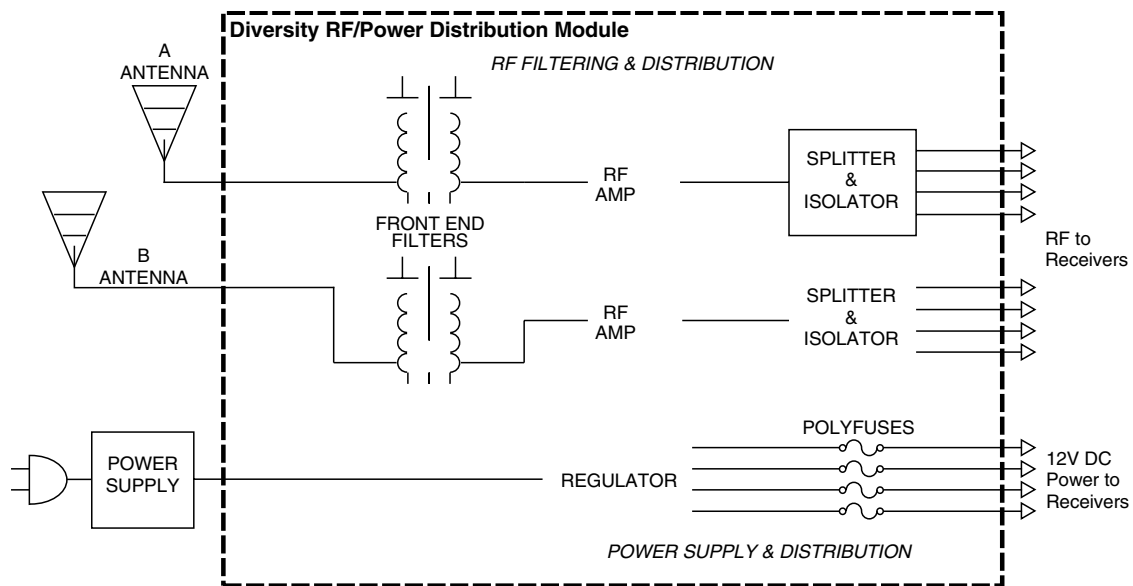 Diversity RF/Power Distribution Module
RF FILTERING & DISTRIBUTION
A
ANTENNA
RF
AMP
SPLITTER
&
ISOLATOR
FRONT END
FILTERS
RF to
Receivers
B
ANTENNA
RF
AMP
SPLITTER
&
ISOLATOR
POLYFUSES
POWER
SUPPLY
REGULATOR
12V DC
Power to
Receivers
POWER SUPPLY & DISTRIBUTION